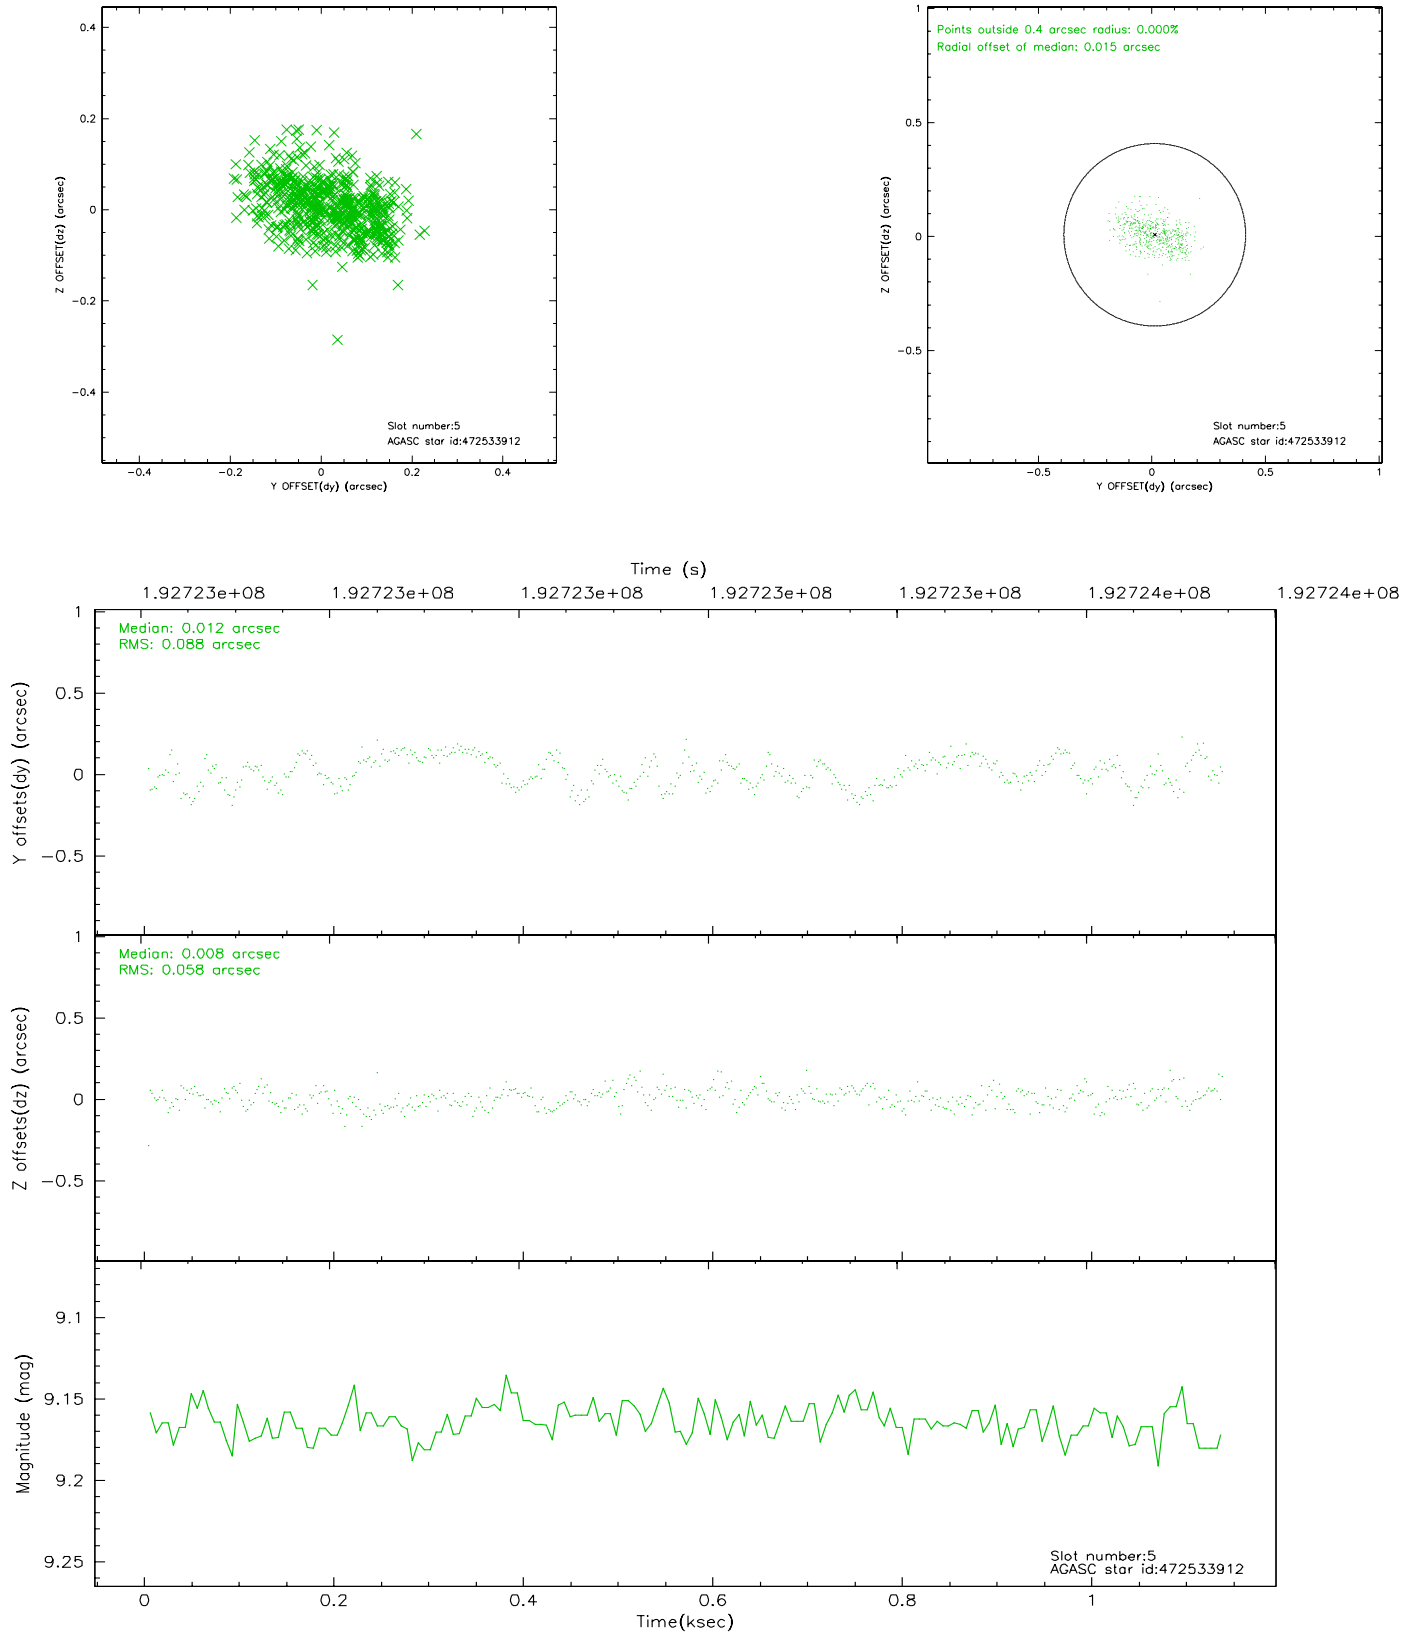 0.4
0.2
0
−0.2
−0.4
Z OFFSET(dz) (arcsec)
−0.4 −0.2 0 0.2 0.4
Y OFFSET(dy) (arcsec)
Slot number:5
AGASC star id:472533912
Points outside 0.4 arcsec radius: 0.000%
Radial offset of median: 0.015 arcsec
1
0.5
0
−0.5
Z OFFSET(dz) (arcsec)
−0.5 0 0.5 1
Y OFFSET(dy) (arcsec)
Slot number:5
AGASC star id:472533912
Time (s)
1.92723e+08 1.92723e+08 1.92723e+08 1.92723e+08 1.92723e+08 1.92724e+08 1.92724e+08
Median: 0.012 arcsec
RMS: 0.088 arcsec
1
0.5
0
−0.5
Y offsets(dy) (arcsec)
Median: 0.008 arcsec
RMS: 0.058 arcsec
1
0.5
0
−0.5
Z offsets(dz) (arcsec)
9.1
9.15
9.2
9.25
Magnitude (mag)
Slot number:5
AGASC star id:472533912
0 0.2 0.4 0.6 0.8 1
Time(ksec)